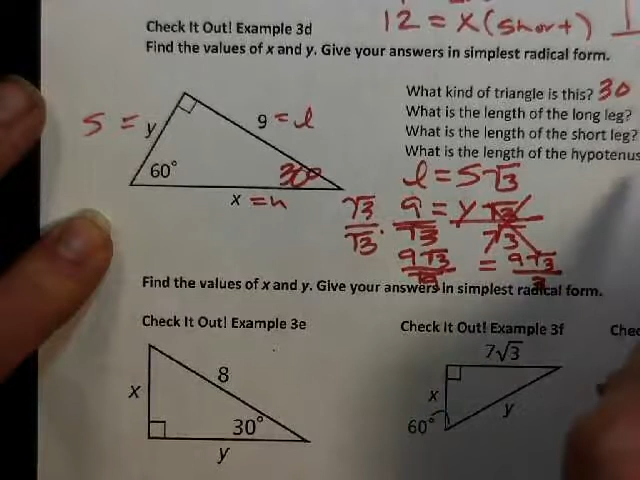 12 = x (short)
Check It Out! Example 3d
Find the values of x and y. Give your answers in simplest radical form.
What kind of triangle is this? 30
What is the length of the long leg?
What is the length of the short leg?
What is the length of the hypotenus
S = y
9 = l
60°
30°
x = h
l = S√3
√3/√3 · 9/√3 = y√3/√3
9√3 = 9√3/3
Find the values of x and y. Give your answers in simplest radical form.
Check It Out! Example 3e
Check It Out! Example 3f
Chec
7√3
x
8
30°
y
x
y
60°